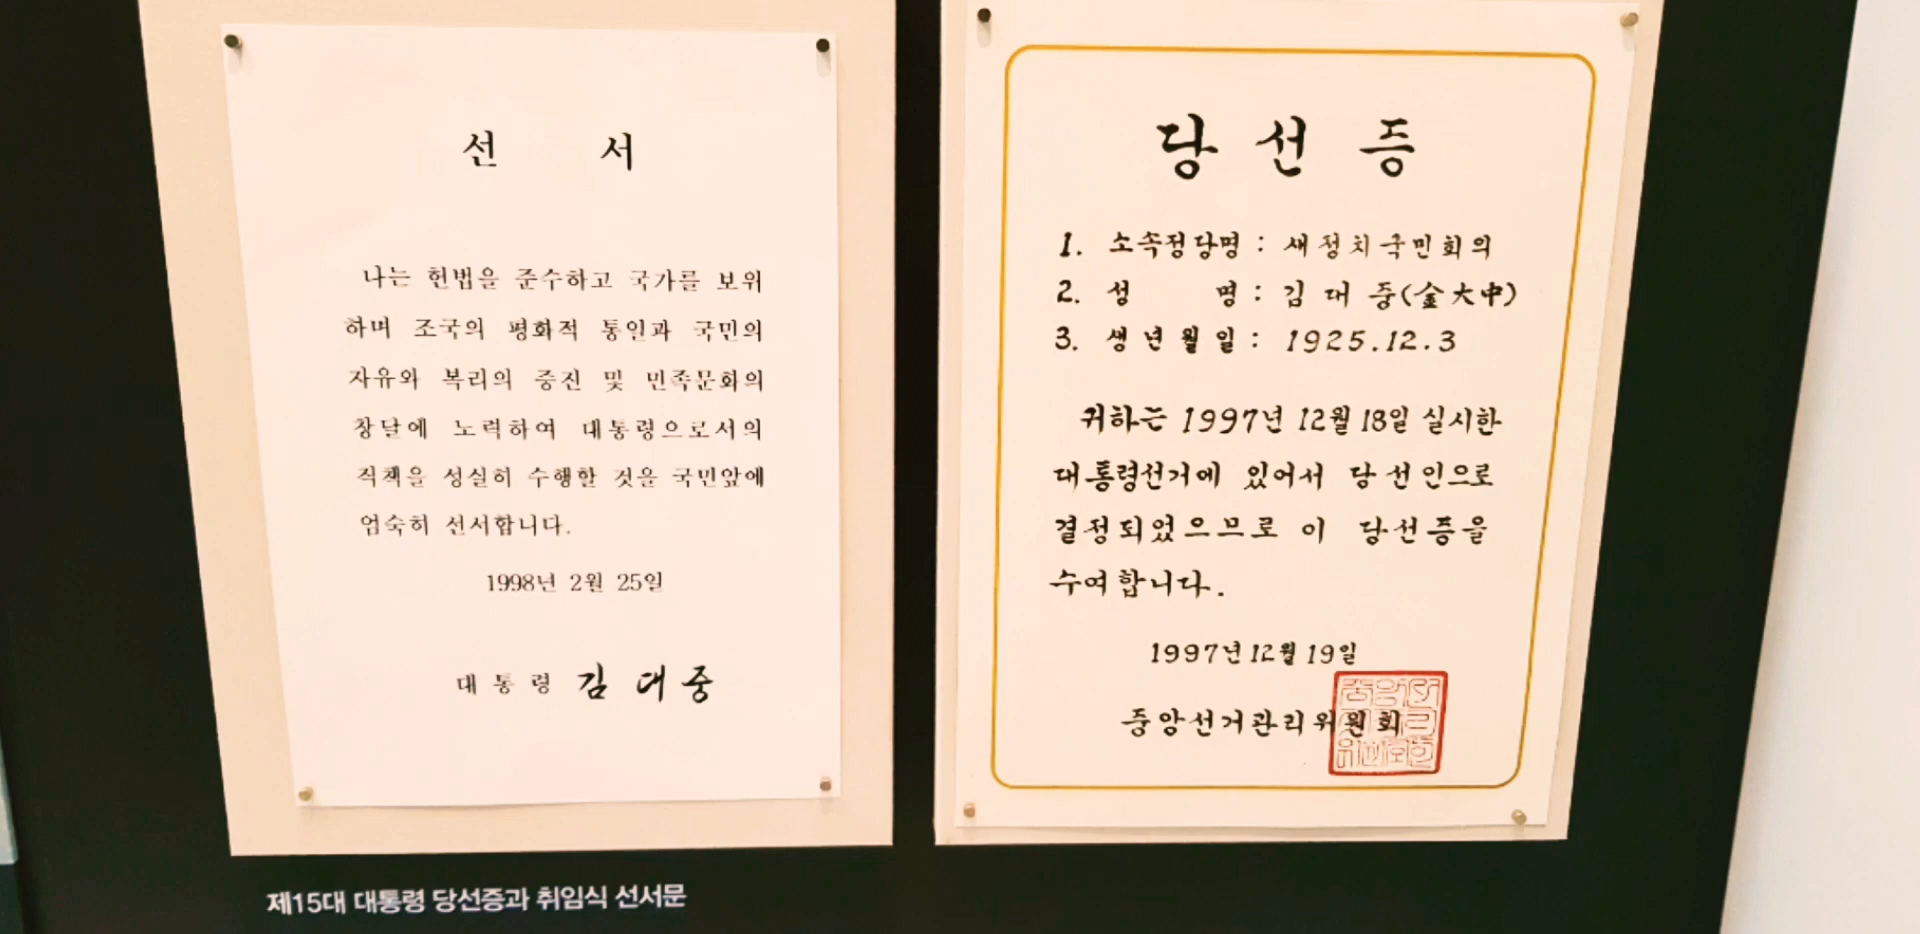 선 서
나는 헌법을 준수하고 국가를 보위
하며 조국의 평화적 통일과 국민의
자유와 복리의 증진 및 민족문화의
창달에 노력하여 대통령으로서의
직책을 성실히 수행할 것을 국민앞에
엄숙히 선서합니다.
1998년 2월 25일
대통령 김대중
당선증
1. 소속정당명 : 새정치국민회의
2. 성 명 : 김대중(金大中)
3. 생년월일 : 1925.12.3
귀하는 1997년 12월 18일 실시한
대통령선거에 있어서 당선인으로
결정되었으므로 이 당선증을
수여합니다.
1997년 12월 19일
중앙선거관리위원회
제15대 대통령 당선증과 취임식 선서문